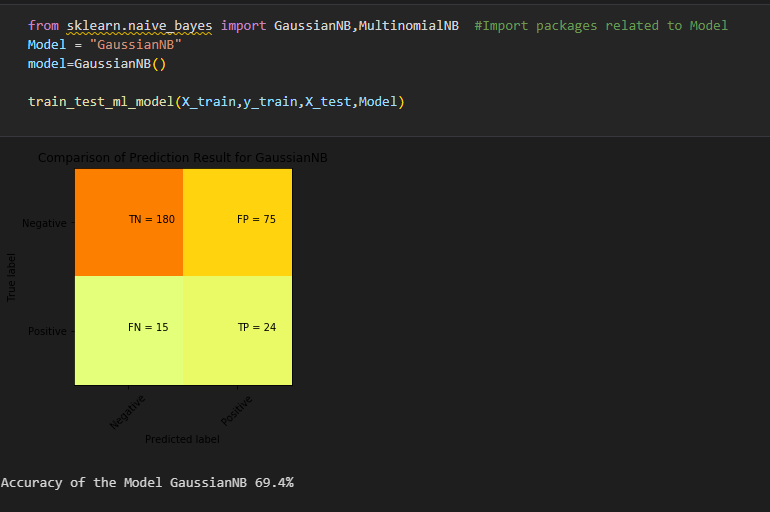 from sklearn.naive_bayes import GaussianNB,MultinomialNB  #Import packages related to Model
Model = "GaussianNB"
model=GaussianNB()
train_test_ml_model(X_train,y_train,X_test,Model)
Comparison of Prediction Result for GaussianNB
True label
Negative
TN = 180
FP = 75
Positive
FN = 15
TP = 24
Negative
Positive
Predicted label
Accuracy of the Model GaussianNB 69.4%